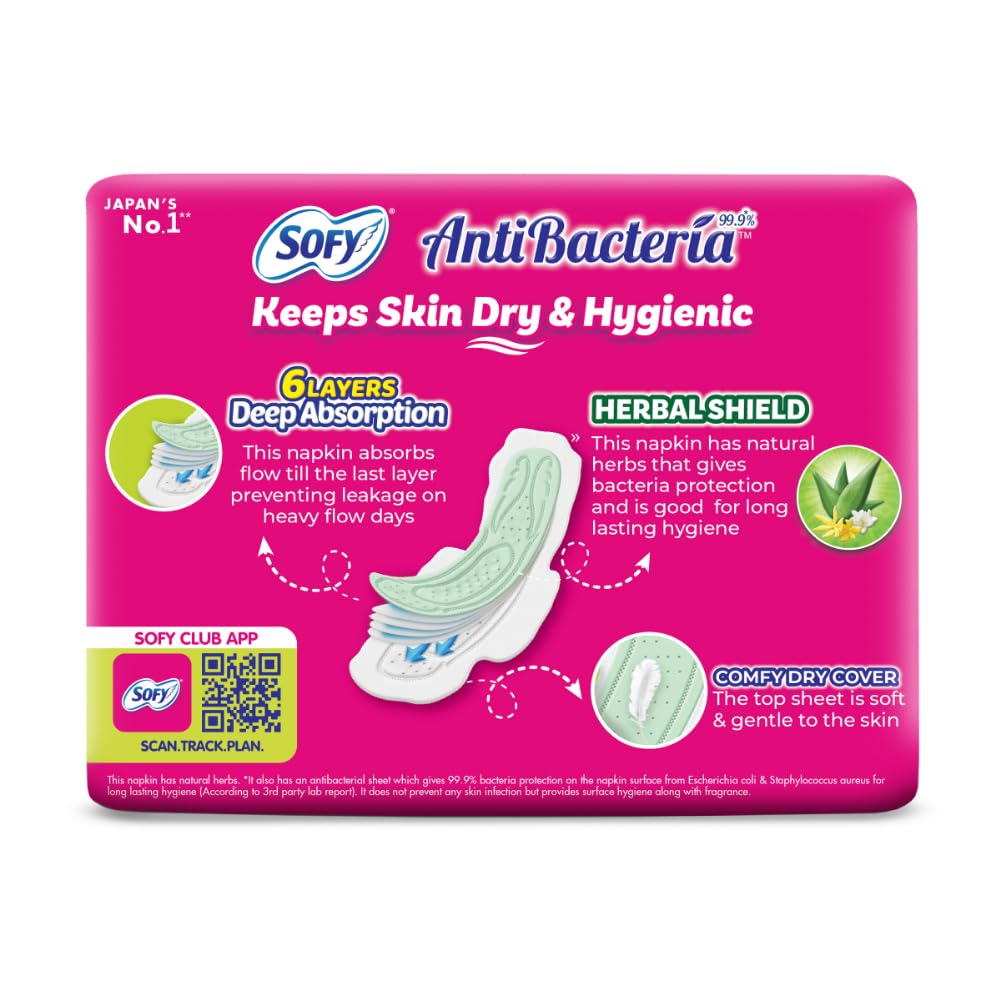 JAPAN'S
No.1**
SOFY®
AntiBacteria 99.9%*™
Keeps Skin Dry & Hygienic
6 LAYERS
Deep Absorption
This napkin absorbs
flow till the last layer
preventing leakage on
heavy flow days
HERBAL SHIELD
This napkin has natural
herbs that gives
bacteria protection
and is good for long
lasting hygiene
SOFY CLUB APP
SOFY
SCAN.TRACK.PLAN.
COMFY DRY COVER
The top sheet is soft
& gentle to the skin
This napkin has natural herbs. *It also has an antibacterial sheet which gives 99.9% bacteria protection on the napkin surface from Escherichia coli & Staphylococcus aureus for
long lasting hygiene (According to 3rd party lab report). It does not prevent any skin infection but provides surface hygiene along with fragrance.